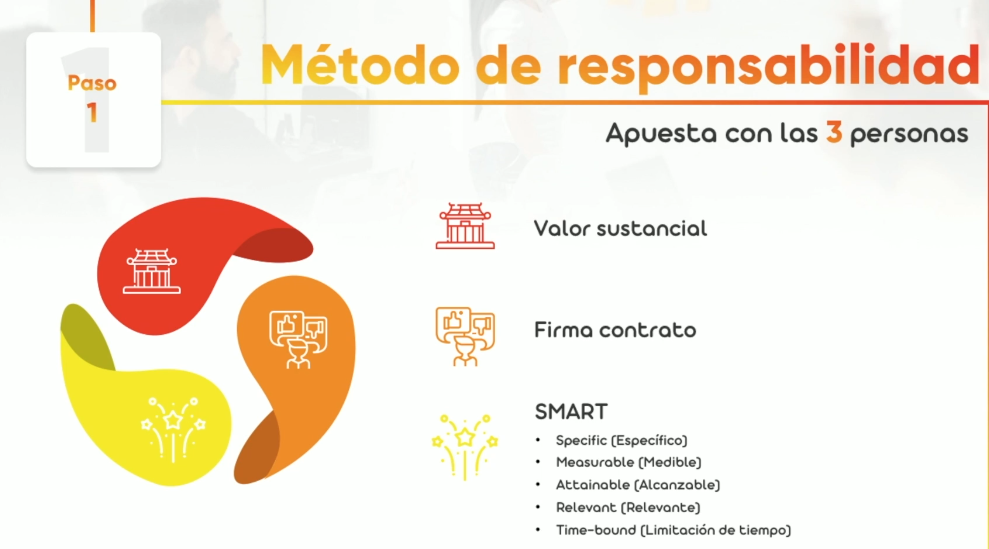 Paso
1
Método de responsabilidad
Apuesta con las 3 personas
Valor sustancial
Firma contrato
SMART
• Specific (Específico)
• Measurable (Medible)
• Attainable (Alcanzable)
• Relevant (Relevante)
• Time-bound (Limitación de tiempo)